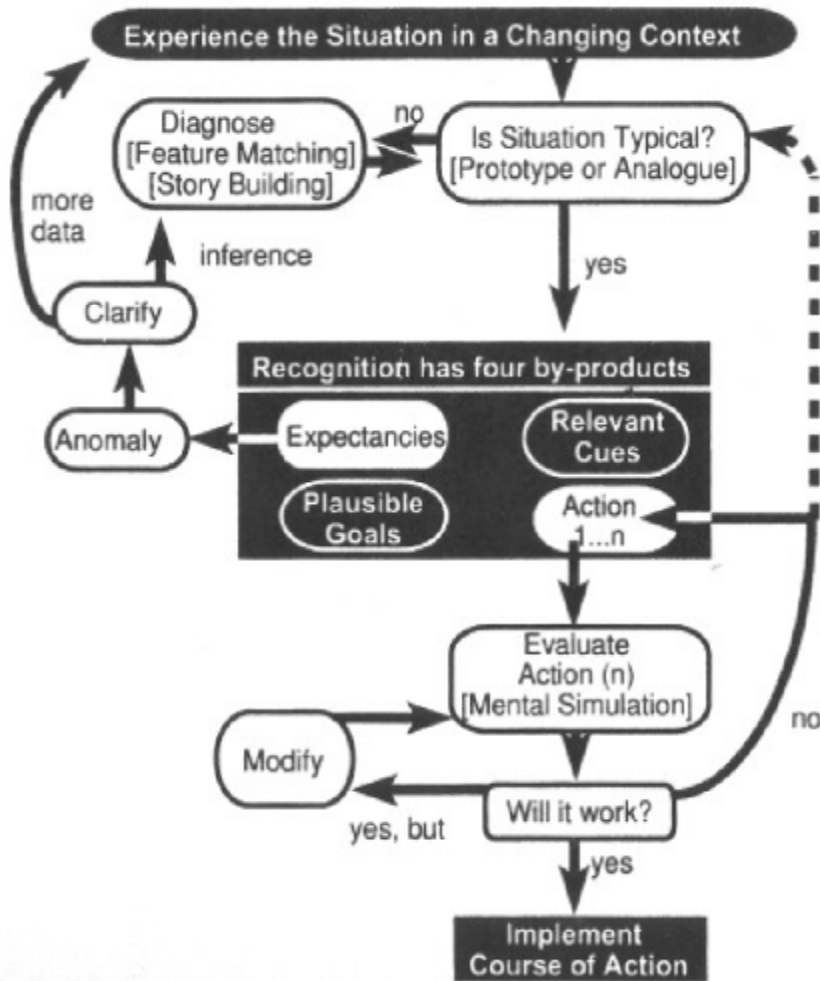 Experience the Situation in a Changing Context
no
Diagnose
[Feature Matching]
[Story Building]
Is Situation Typical?
[Prototype or Analogue]
more
data
inference
yes
Clarify
Recognition has four by-products
Anomaly
Expectancies
Relevant
Cues
Plausible
Goals
Action
1...n
Evaluate
Action (n)
[Mental Simulation]
no
Modify
Will it work?
yes, but
yes
Implement
Course of Action